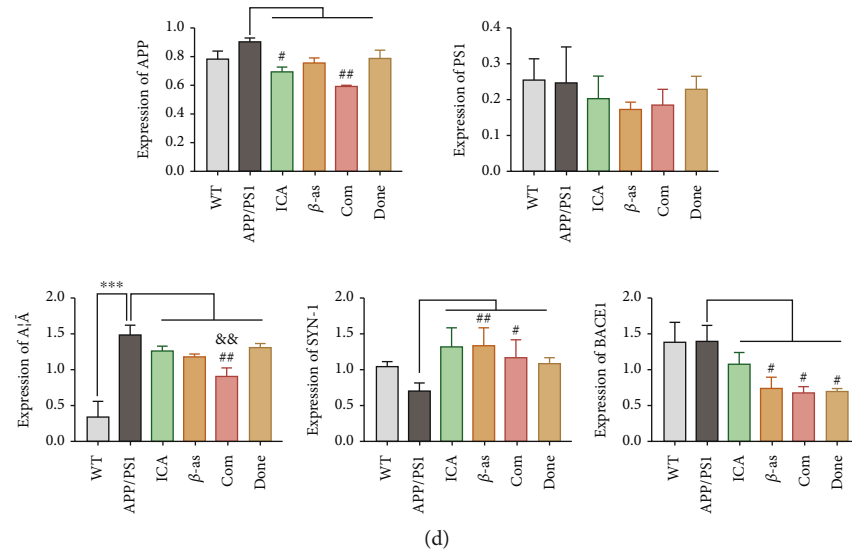 Expression of APP
1.0
0.8
0.6
0.4
0.2
0.0
#
##
WT
APP/PS1
ICA
β-as
Com
Done
Expression of PS1
0.4
0.3
0.2
0.1
0.0
WT
APP/PS1
ICA
β-as
Com
Done
Expression of A¦Ā
2.0
1.5
1.0
0.5
0.0
***
&&
##
WT
APP/PS1
ICA
β-as
Com
Done
Expression of SYN-1
2.0
1.5
1.0
0.5
0.0
##
#
WT
APP/PS1
ICA
β-as
Com
Done
Expression of BACE1
2.0
1.5
1.0
0.5
0.0
#
#
#
WT
APP/PS1
ICA
β-as
Com
Done
(d)